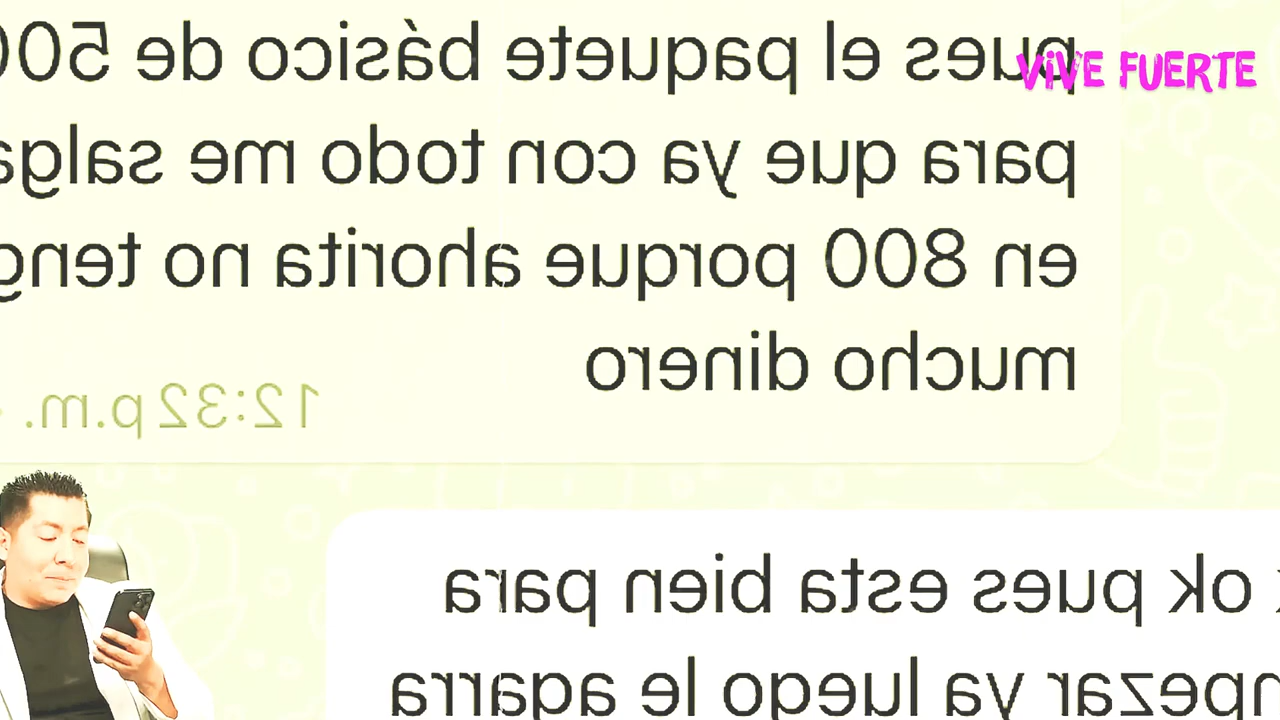 pues el paquete básico de 500
para que ya con todo me salga
en 800 porque ahorita no teng
mucho dinero
12:32 p.m.
VIVE FUERTE
ok pues esta bien para
pezar ya luego le agarra